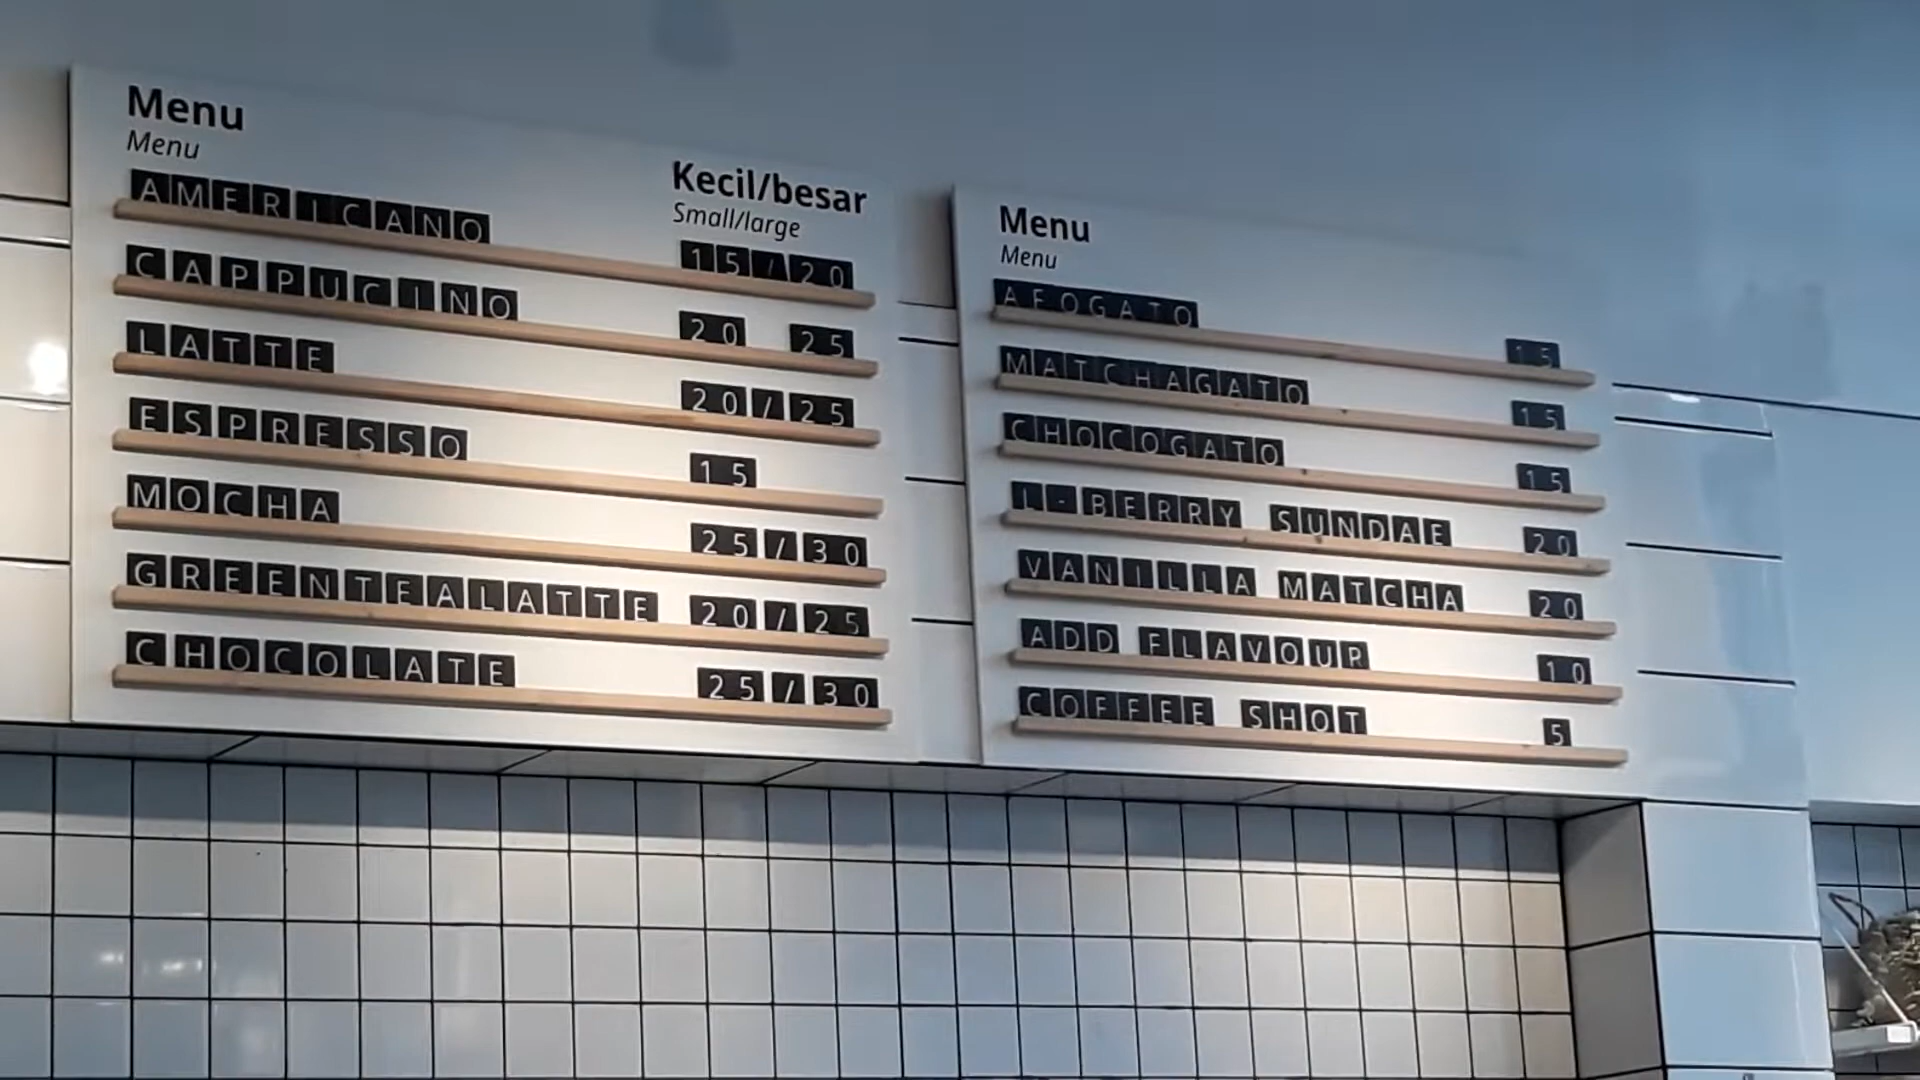 Menu
Menu
Kecil/besar
Small/large
AMERICANO 15/20
CAPPUCINO 20 25
LATTE 20/25
ESPRESSO 15
MOCHA 25/30
GREENTEALATTE 20/25
CHOCOLATE 25/30
Menu
Menu
AFOGATO 15
MATCHAGATO 15
CHOCOGATO 15
L-BERRY SUNDAE 20
VANILLA MATCHA 20
ADD FLAVOUR 10
COFFEE SHOT 5